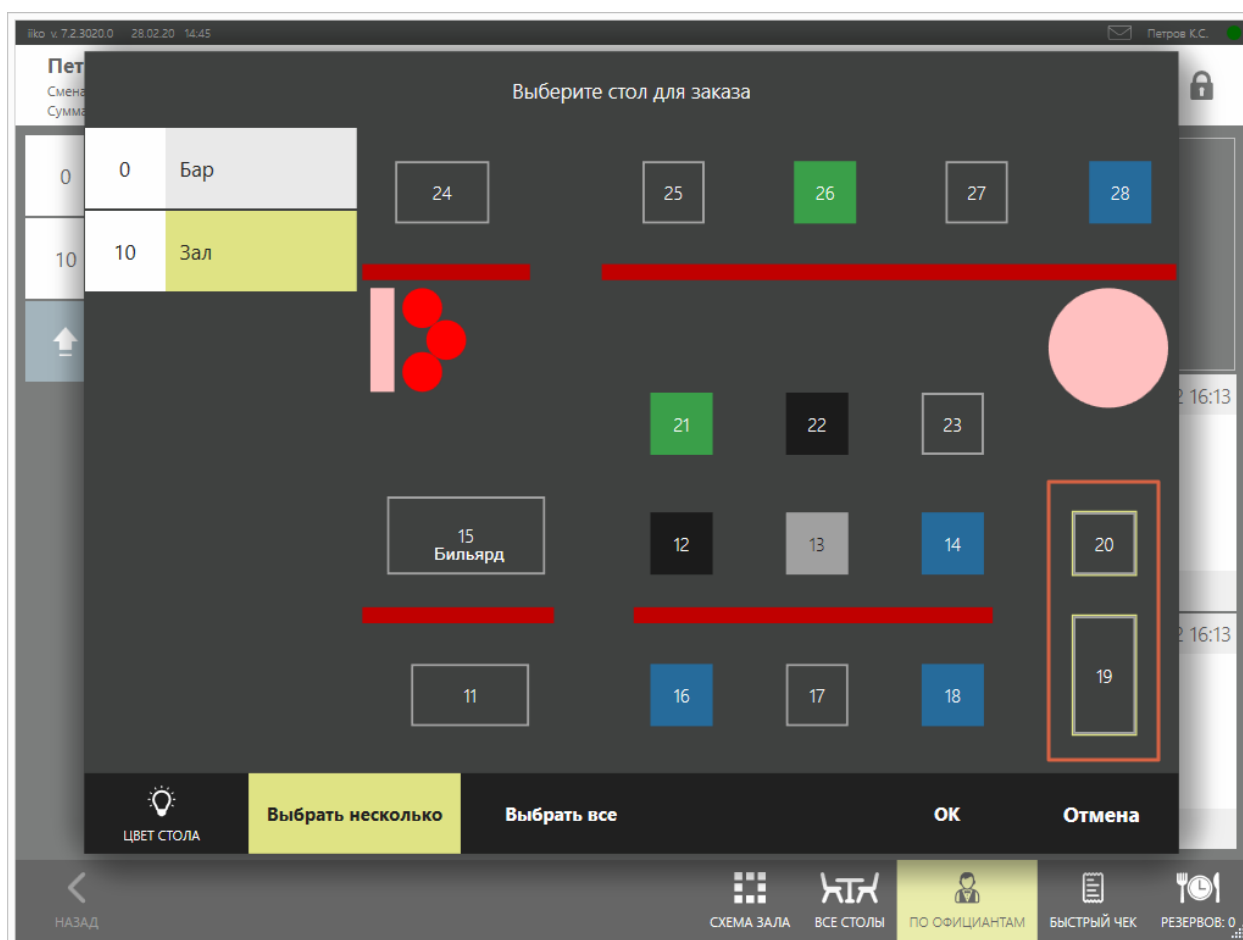 iiko v. 7.2.3020.0 28.02.20 14:45 Петров К.С.
Пет
Смена
Сумма
Выберите стол для заказа
0 0 Бар
24 25 26 27 28
10 10 Зал
2 16:13
21 22 23
15
Бильярд
12 13 14 20
2 16:13
11 16 17 18 19
ЦВЕТ СТОЛА
Выбрать несколько
Выбрать все
ОК
Отмена
НАЗАД
СХЕМА ЗАЛА
ВСЕ СТОЛЫ
ПО ОФИЦИАНТАМ
БЫСТРЫЙ ЧЕК
РЕЗЕРВОВ: 0